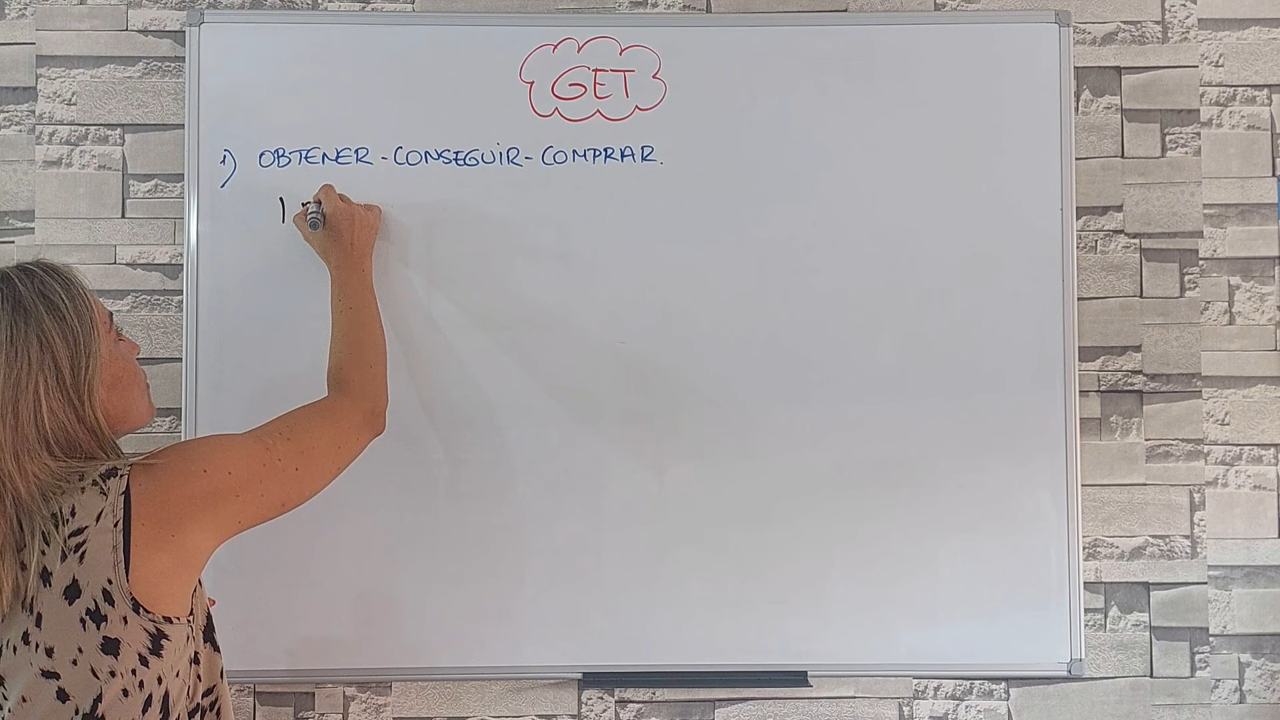 GET
1) OBTENER - CONSEGUIR - COMPRAR.
I